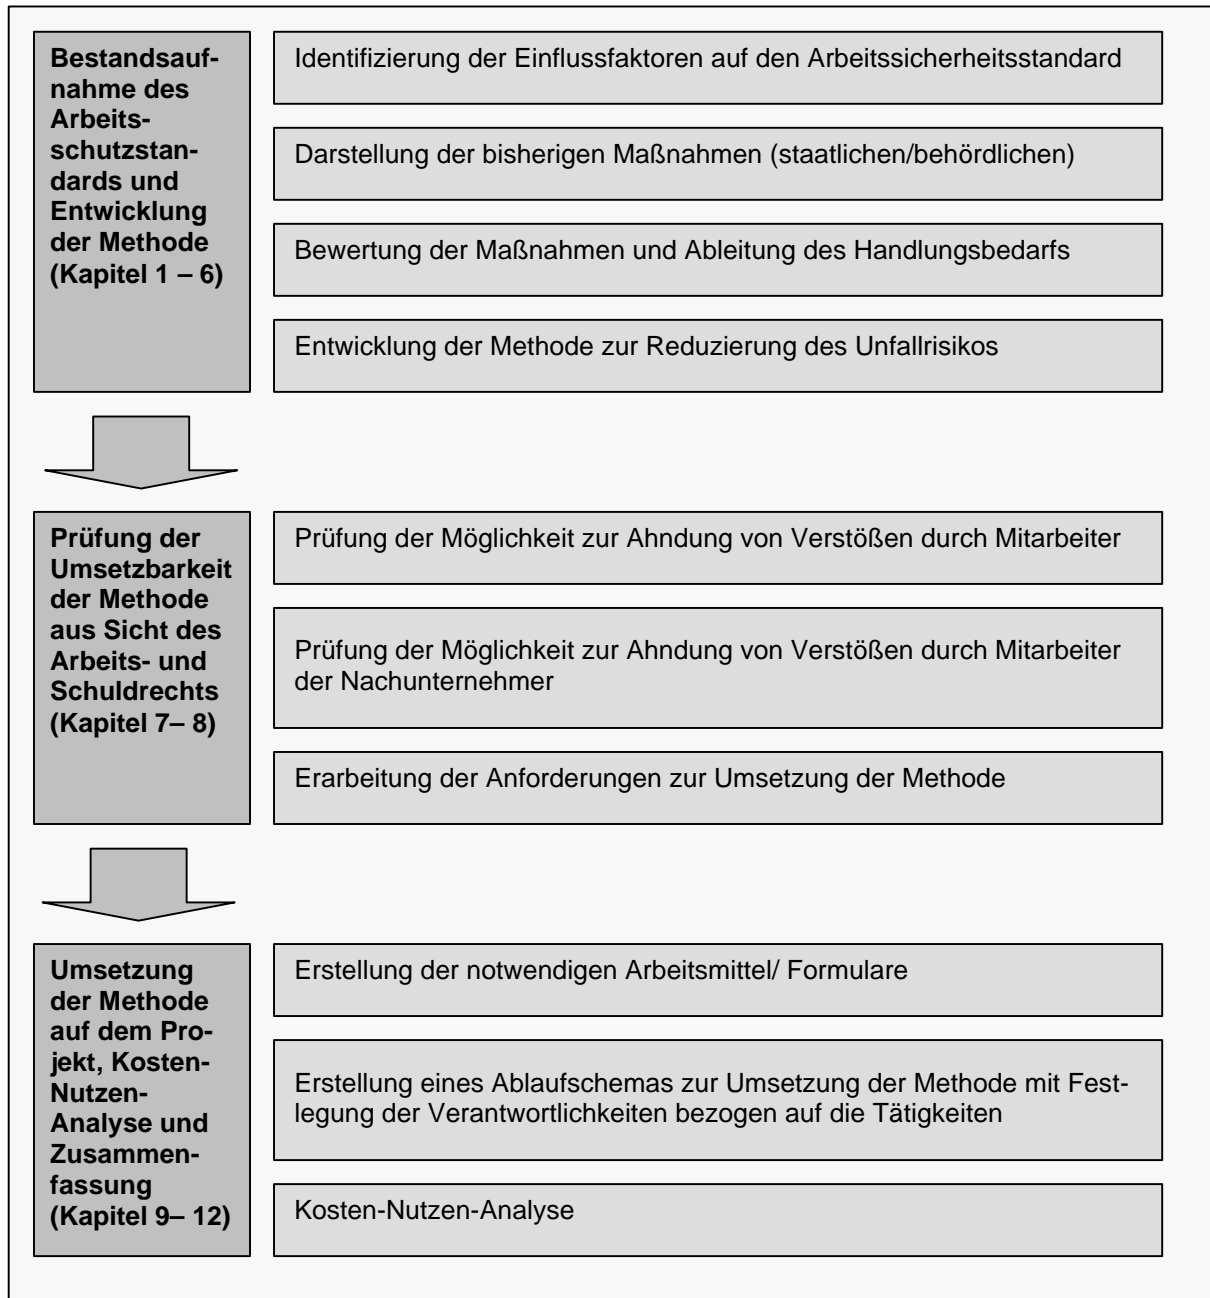 Bestandsauf-
nahme des
Arbeits-
schutzstan-
dards und
Entwicklung
der Methode
(Kapitel 1 – 6)
Identifizierung der Einflussfaktoren auf den Arbeitssicherheitsstandard
Darstellung der bisherigen Maßnahmen (staatlichen/behördlichen)
Bewertung der Maßnahmen und Ableitung des Handlungsbedarfs
Entwicklung der Methode zur Reduzierung des Unfallrisikos
Prüfung der
Umsetzbarkeit
der Methode
aus Sicht des
Arbeits- und
Schuldrechts
(Kapitel 7– 8)
Prüfung der Möglichkeit zur Ahndung von Verstößen durch Mitarbeiter
Prüfung der Möglichkeit zur Ahndung von Verstößen durch Mitarbeiter
der Nachunternehmer
Erarbeitung der Anforderungen zur Umsetzung der Methode
Umsetzung
der Methode
auf dem Pro-
jekt, Kosten-
Nutzen-
Analyse und
Zusammen-
fassung
(Kapitel 9– 12)
Erstellung der notwendigen Arbeitsmittel/ Formulare
Erstellung eines Ablaufschemas zur Umsetzung der Methode mit Fest-
legung der Verantwortlichkeiten bezogen auf die Tätigkeiten
Kosten-Nutzen-Analyse